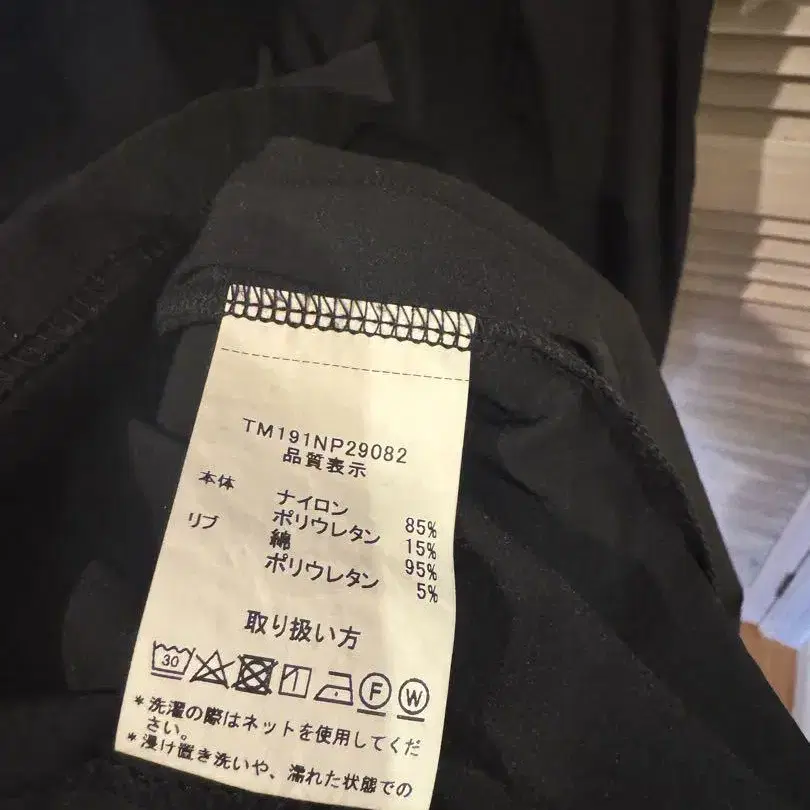 TM191NP29082
品質表示
本体 ナイロン 85%
ポリウレタン 15%
リブ 綿 95%
ポリウレタン 5%
取り扱い方
30 F W
*洗濯の際はネットを使用してくだ
さい。
*浸け置き洗いや、濡れた状態での